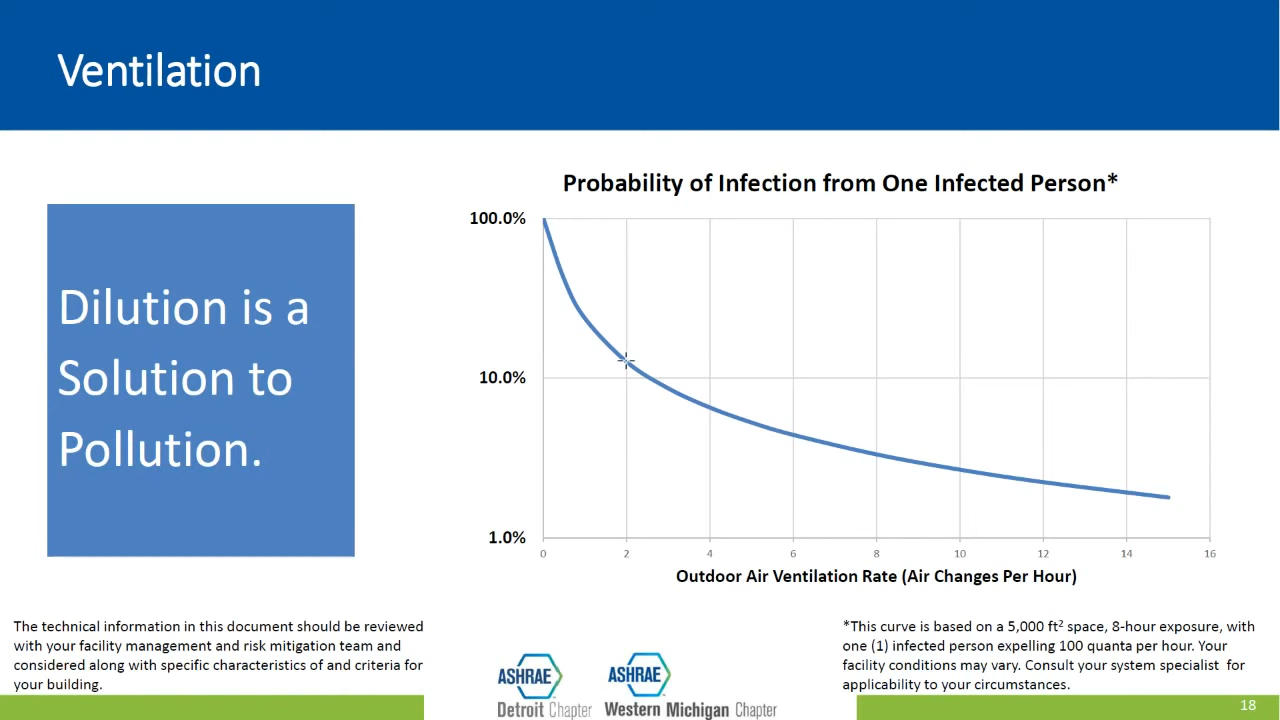 Ventilation
Dilution is a
Solution to
Pollution.
Probability of Infection from One Infected Person*
100.0%
10.0%
1.0%
0 2 4 6 8 10 12 14 16
Outdoor Air Ventilation Rate (Air Changes Per Hour)
The technical information in this document should be reviewed
with your facility management and risk mitigation team and
considered along with specific characteristics of and criteria for
your building.
ASHRAE
Detroit Chapter
ASHRAE
Western Michigan Chapter
*This curve is based on a 5,000 ft² space, 8-hour exposure, with
one (1) infected person expelling 100 quanta per hour. Your
facility conditions may vary. Consult your system specialist for
applicability to your circumstances.
18